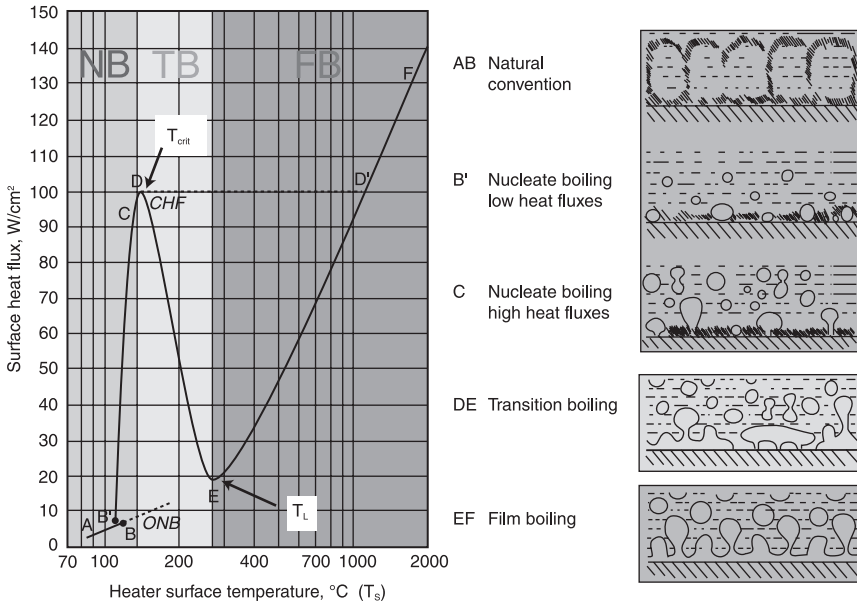 150
140
130
120
110
100
90
80
70
60
50
40
30
20
10
0
Surface heat flux, W/cm²
NB TB FB
T_crit
D
CHF
C
D'
F
A
B'
B
ONB
E
T_L
70 100 200 400 700 1000 2000
Heater surface temperature, °C (T_S)
AB Natural
convention
B' Nucleate boiling
low heat fluxes
C Nucleate boiling
high heat fluxes
DE Transition boiling
EF Film boiling